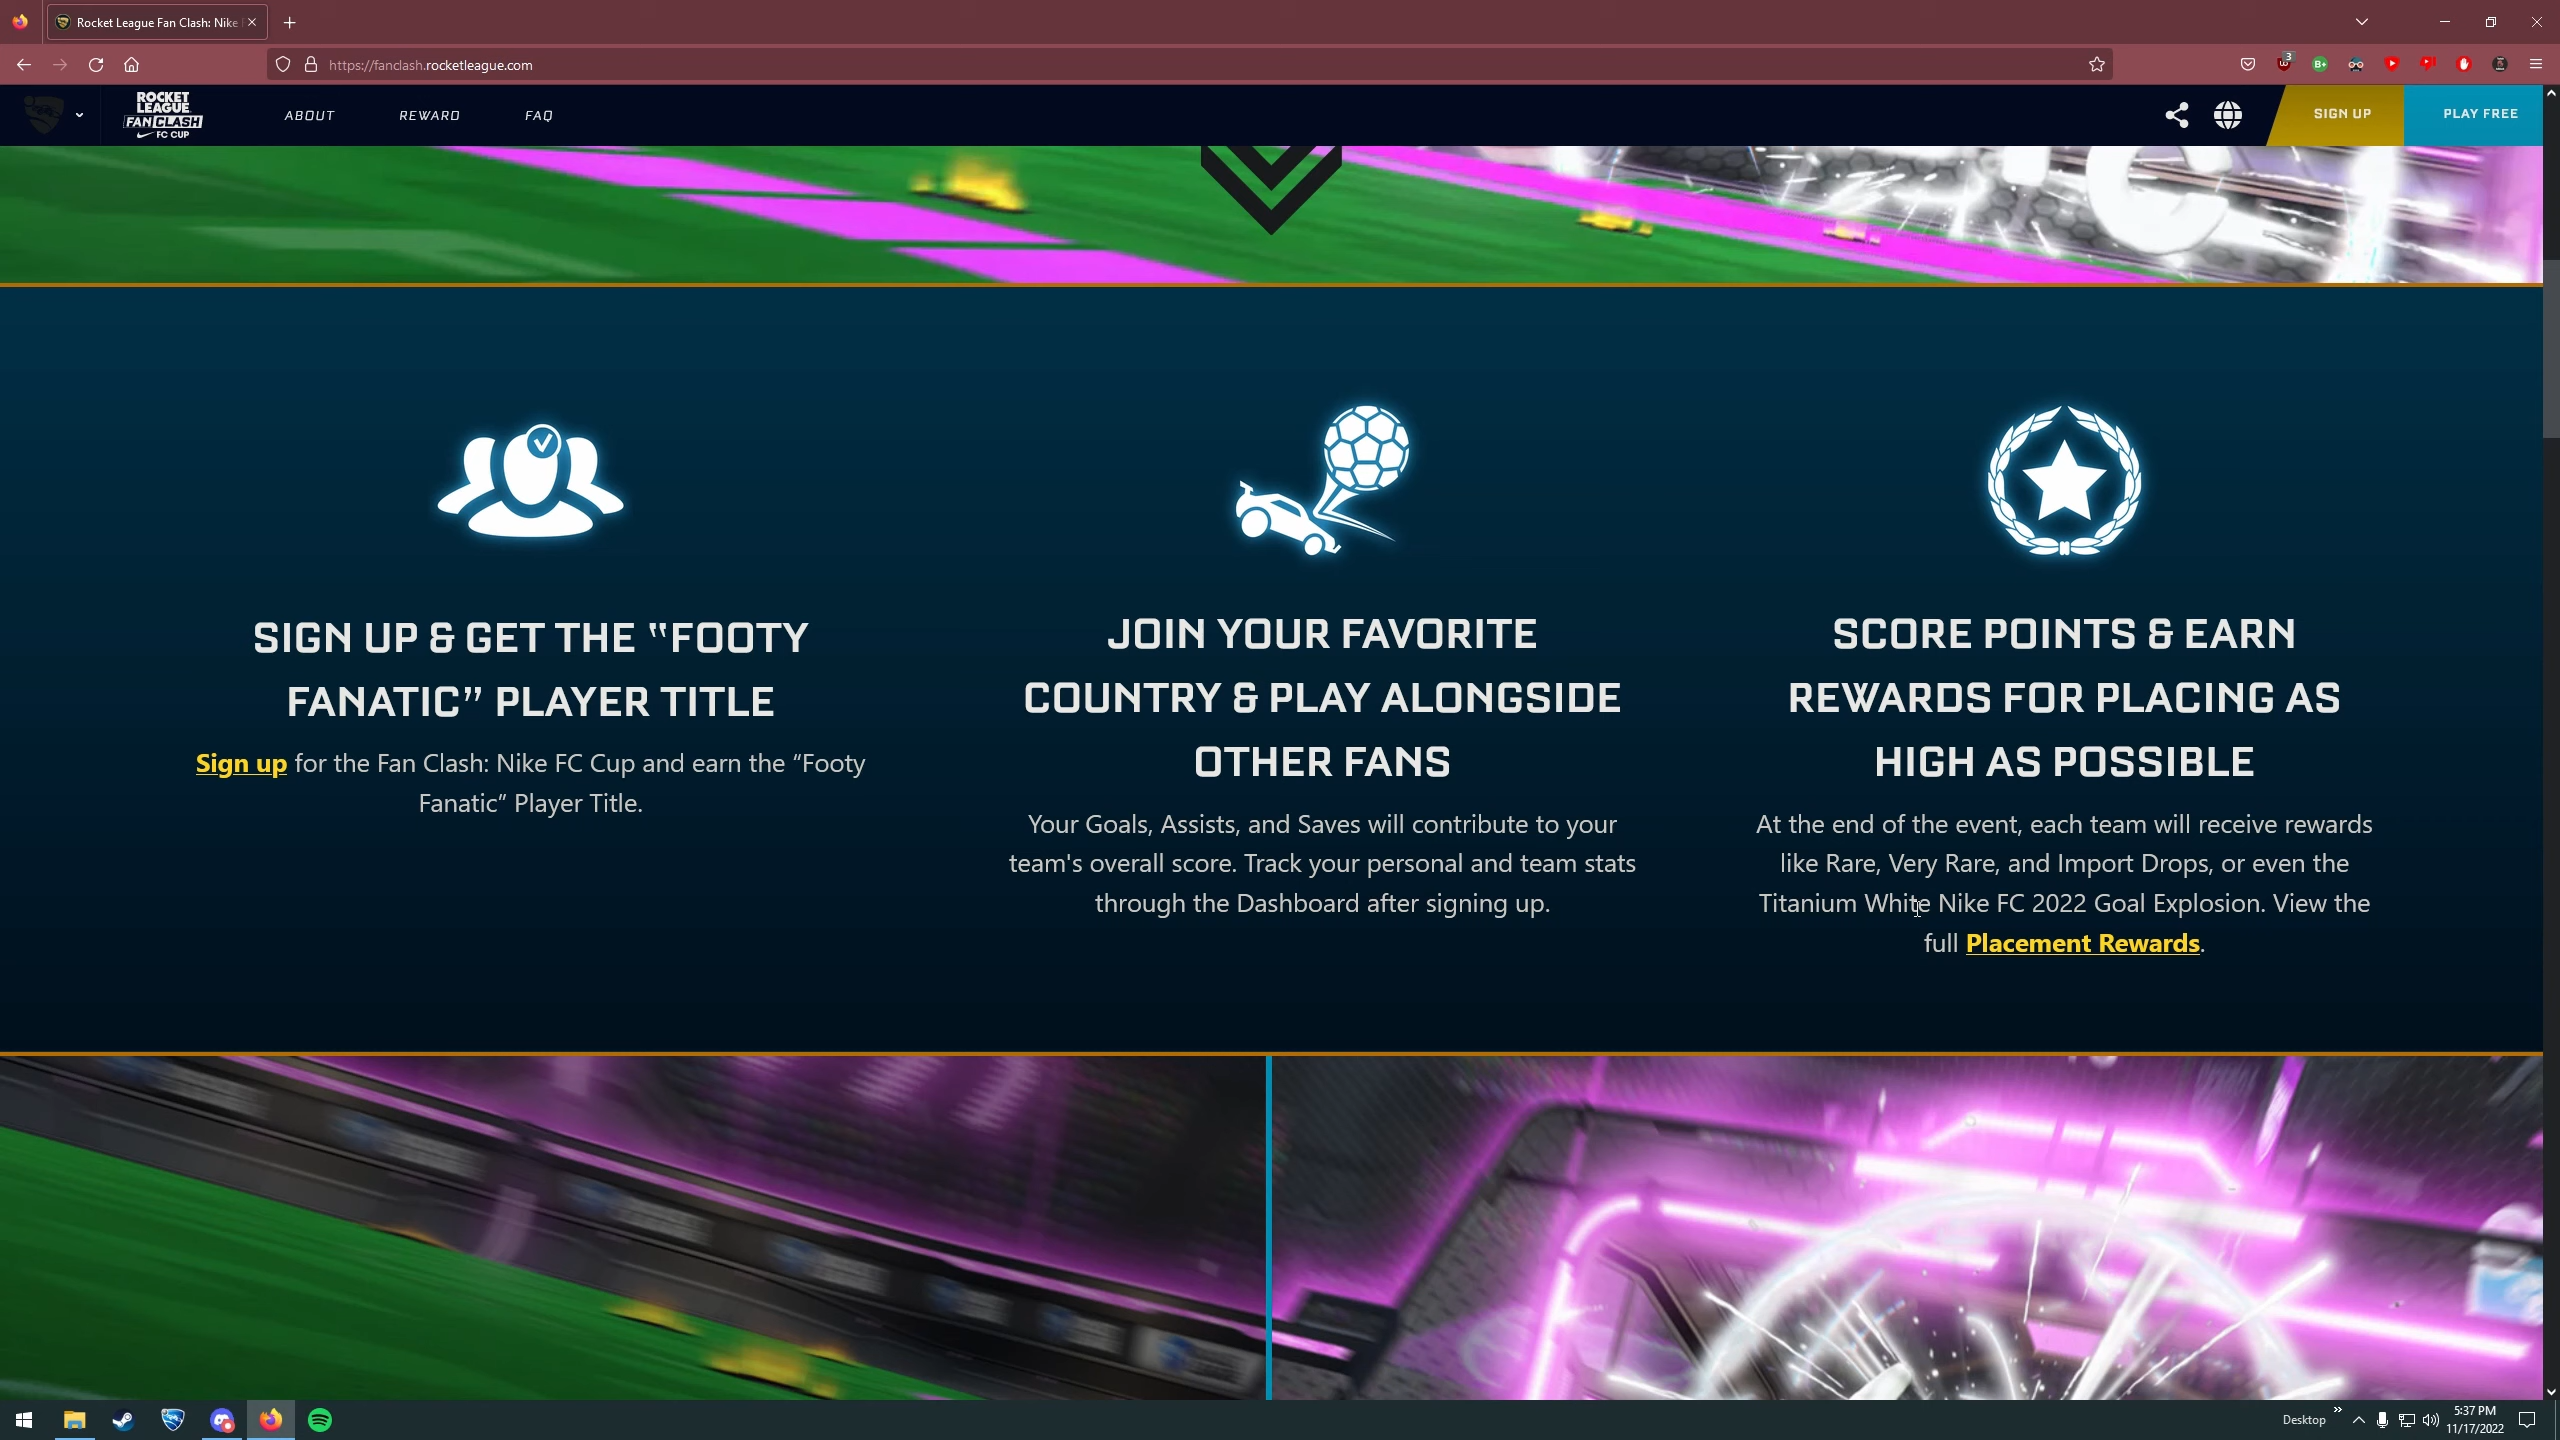 Rocket League Fan Clash: Nike
https://fanclash.rocketleague.com
3
B+
ROCKET
LEAGUE
FAN CLASH
FC CUP
ABOUT
REWARD
FAQ
SIGN UP
PLAY FREE
SIGN UP & GET THE “FOOTY
FANATIC” PLAYER TITLE
Sign up for the Fan Clash: Nike FC Cup and earn the “Footy
Fanatic“ Player Title.
JOIN YOUR FAVORITE
COUNTRY & PLAY ALONGSIDE
OTHER FANS
Your Goals, Assists, and Saves will contribute to your
team's overall score. Track your personal and team stats
through the Dashboard after signing up.
SCORE POINTS & EARN
REWARDS FOR PLACING AS
HIGH AS POSSIBLE
At the end of the event, each team will receive rewards
like Rare, Very Rare, and Import Drops, or even the
Titanium White Nike FC 2022 Goal Explosion. View the
full Placement Rewards.
Desktop
5:37 PM
11/17/2022